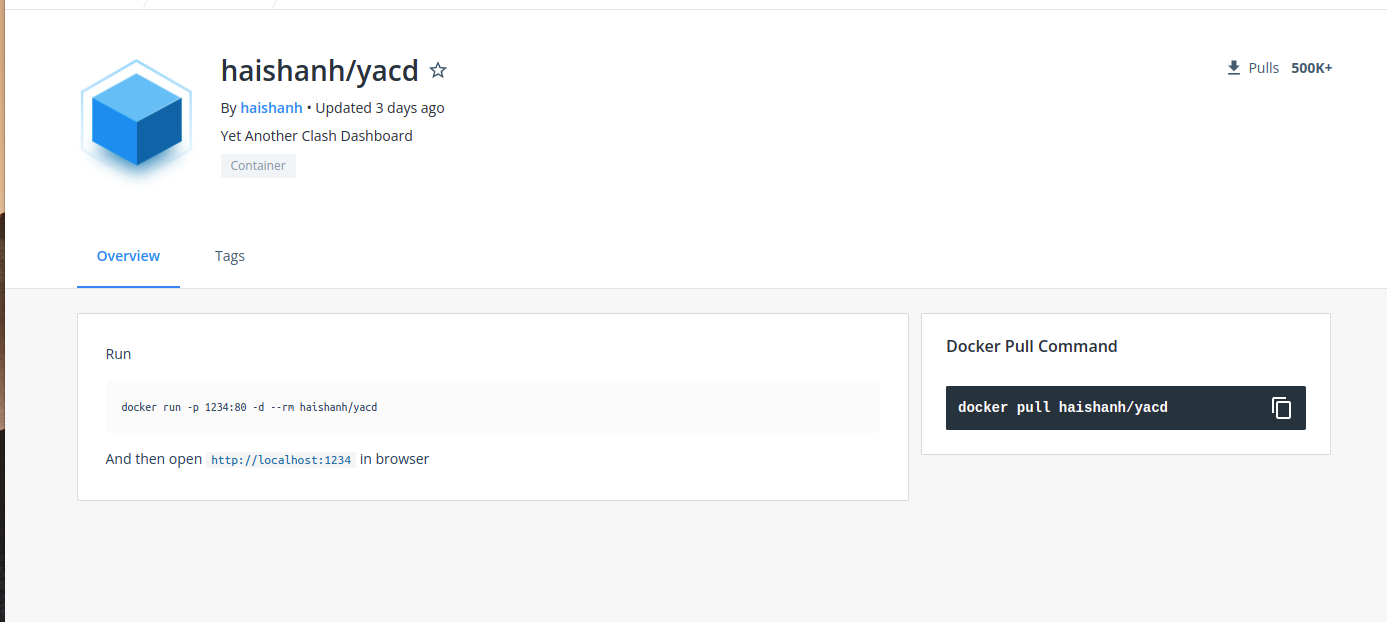 haishanh/yacd
Pulls 500K+
By haishanh • Updated 3 days ago
Yet Another Clash Dashboard
Container
Overview Tags
Run
Docker Pull Command
docker run -p 1234:80 -d --rm haishanh/yacd
docker pull haishanh/yacd
And then open http://localhost:1234 in browser